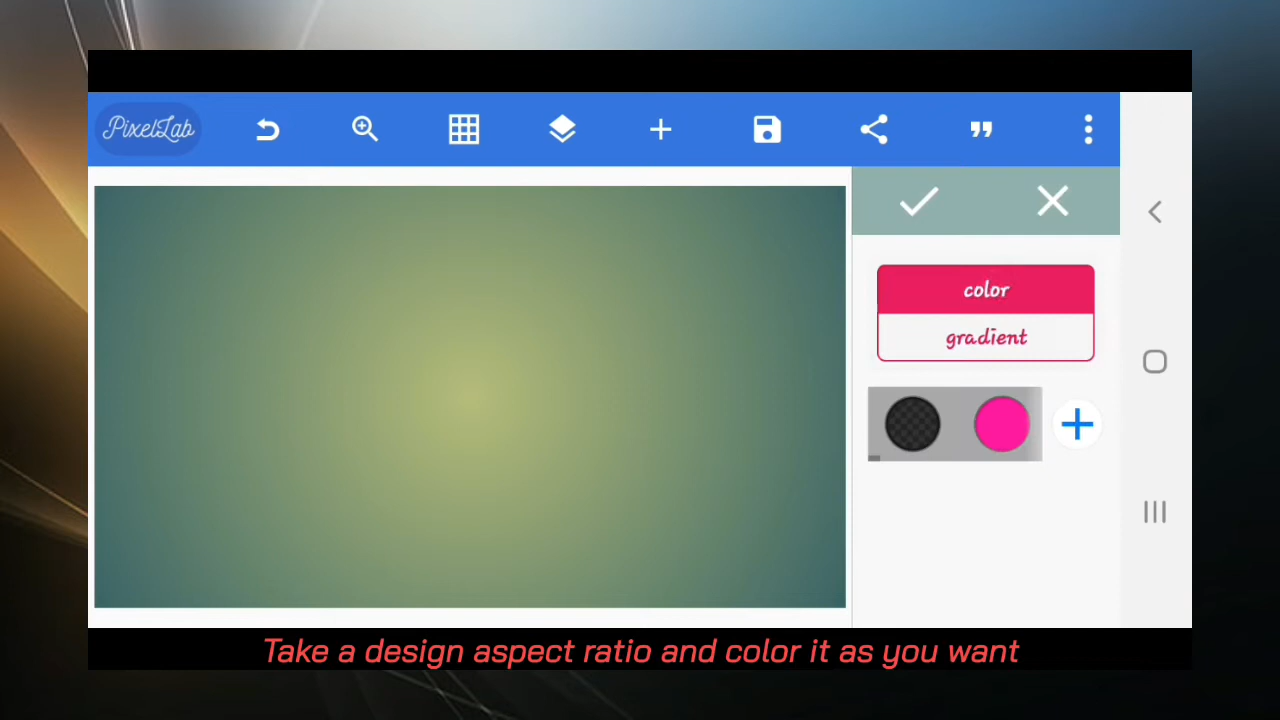 PixelLab
color
gradient
Take a design aspect ratio and color it as you want